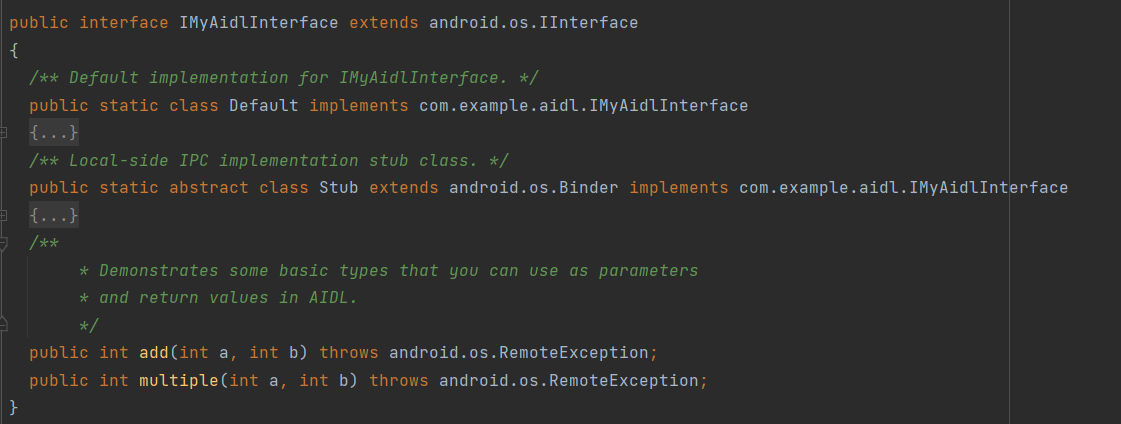 public interface IMyAidlInterface extends android.os.IInterface
{
/** Default implementation for IMyAidlInterface. */
public static class Default implements com.example.aidl.IMyAidlInterface
{...}
/** Local-side IPC implementation stub class. */
public static abstract class Stub extends android.os.Binder implements com.example.aidl.IMyAidlInterface
{...}
/**
* Demonstrates some basic types that you can use as parameters
* and return values in AIDL.
*/
public int add(int a, int b) throws android.os.RemoteException;
public int multiple(int a, int b) throws android.os.RemoteException;
}